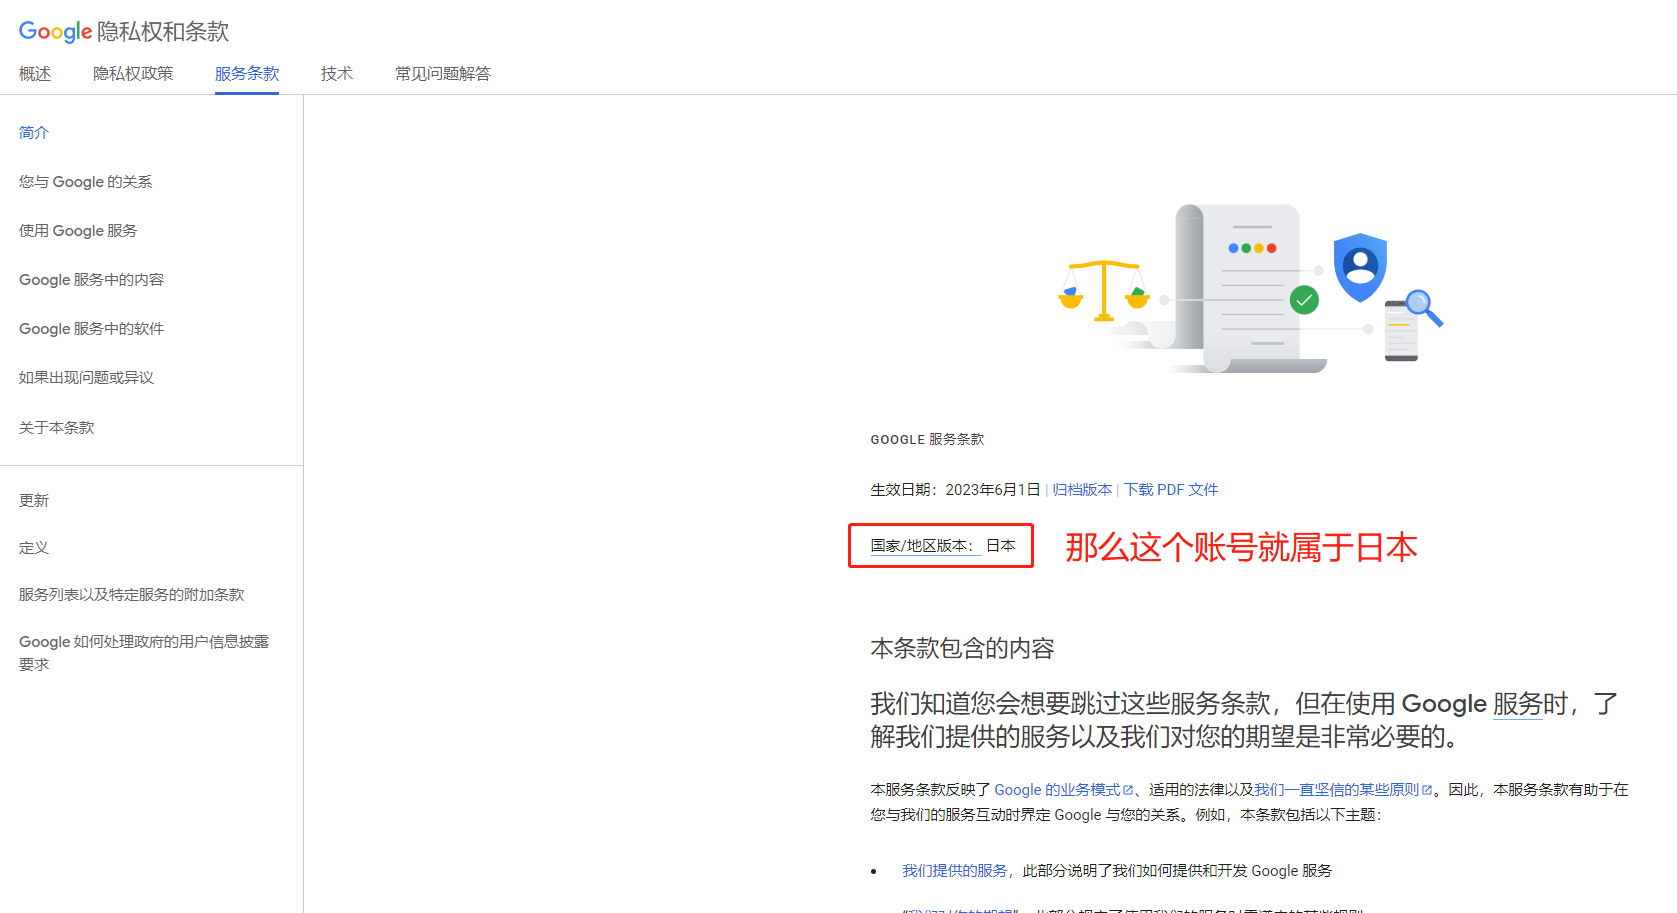 Google 隐私权和条款
概述 隐私权政策 服务条款 技术 常见问题解答
简介
您与 Google 的关系
使用 Google 服务
Google 服务中的内容
Google 服务中的软件
如果出现问题或异议
关于本条款
更新
定义
服务列表以及特定服务的附加条款
Google 如何处理政府的用户信息披露
要求
GOOGLE 服务条款
生效日期：2023年6月1日 | 归档版本 | 下载 PDF 文件
国家/地区版本： 日本
那么这个账号就属于日本
本条款包含的内容
我们知道您会想要跳过这些服务条款，但在使用 Google 服务时，了
解我们提供的服务以及我们对您的期望是非常必要的。
本服务条款反映了 Google 的业务模式、适用的法律以及我们一直坚信的某些原则。因此，本服务条款有助于在
您与我们的服务互动时界定 Google 与您的关系。例如，本条款包括以下主题：
• 我们提供的服务，此部分说明了我们如何提供和开发 Google 服务